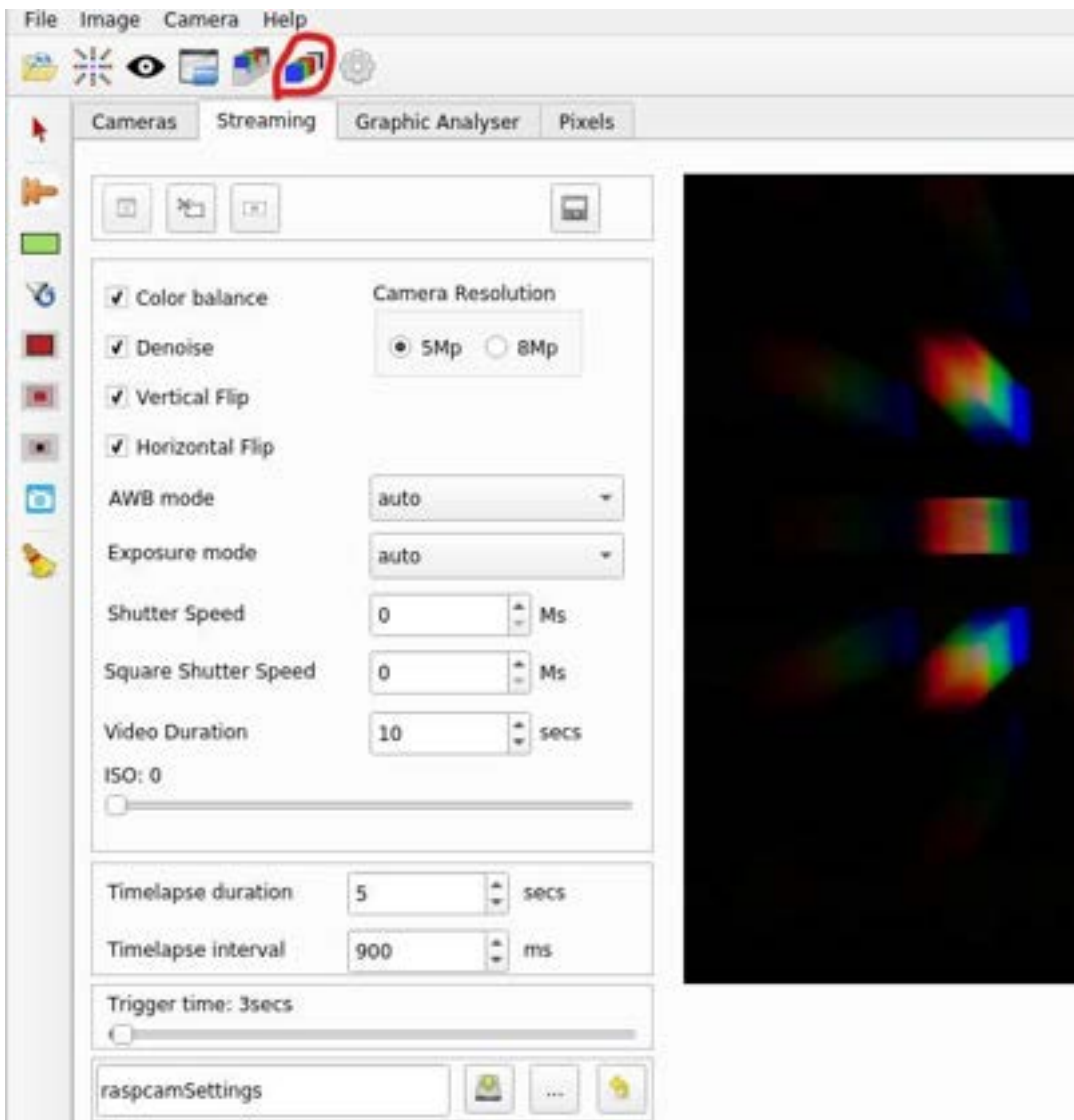 File Image Camera Help
Cameras Streaming Graphic Analyser Pixels
Color balance
Camera Resolution
Denoise
5Mp 8Mp
Vertical Flip
Horizontal Flip
AWB mode auto
Exposure mode auto
Shutter Speed 0 Ms
Square Shutter Speed 0 Ms
Video Duration 10 secs
ISO: 0
Timelapse duration 5 secs
Timelapse interval 900 ms
Trigger time: 3secs
raspcamSettings ...